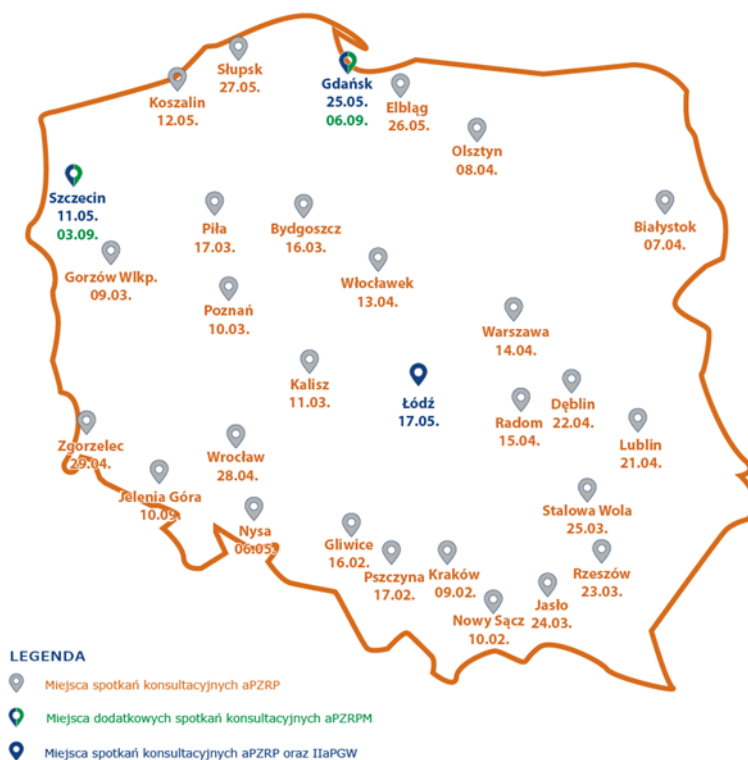 Słupsk
27.05.
Koszalin
12.05.
Gdańsk
25.05.
06.09.
Elbląg
26.05.
Olsztyn
08.04.
Szczecin
11.05.
03.09.
Piła
17.03.
Bydgoszcz
16.03.
Białystok
07.04.
Gorzów Wlkp.
09.03.
Włocławek
13.04.
Poznań
10.03.
Warszawa
14.04.
Kalisz
11.03.
Łódź
17.05.
Radom
15.04.
Dęblin
22.04.
Lublin
21.04.
Zgorzelec
29.04.
Wrocław
28.04.
Jelenia Góra
10.09.
Nysa
06.05.
Stalowa Wola
25.03.
Gliwice
16.02.
Pszczyna
17.02.
Kraków
09.02.
Nowy Sącz
10.02.
Jasło
24.03.
Rzeszów
23.03.
LEGENDA
Miejsca spotkań konsultacyjnych aPZRP
Miejsca dodatkowych spotkań konsultacyjnych aPZRPM
Miejsca spotkań konsultacyjnych aPZRP oraz IIaPGW